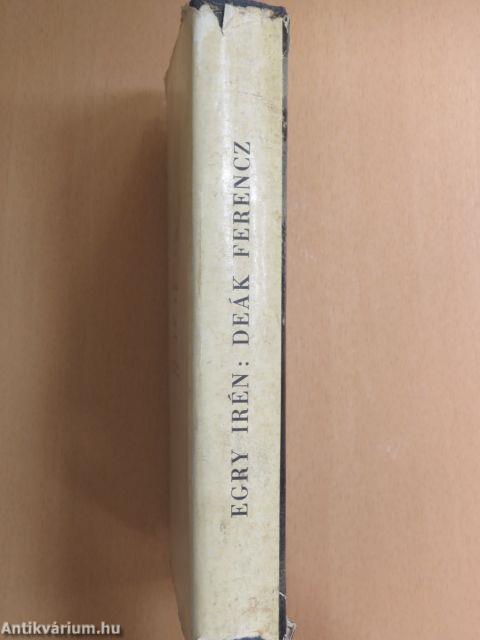 EGRY IRÉN: DEÁK FERENCZ
Antikvárium.hu